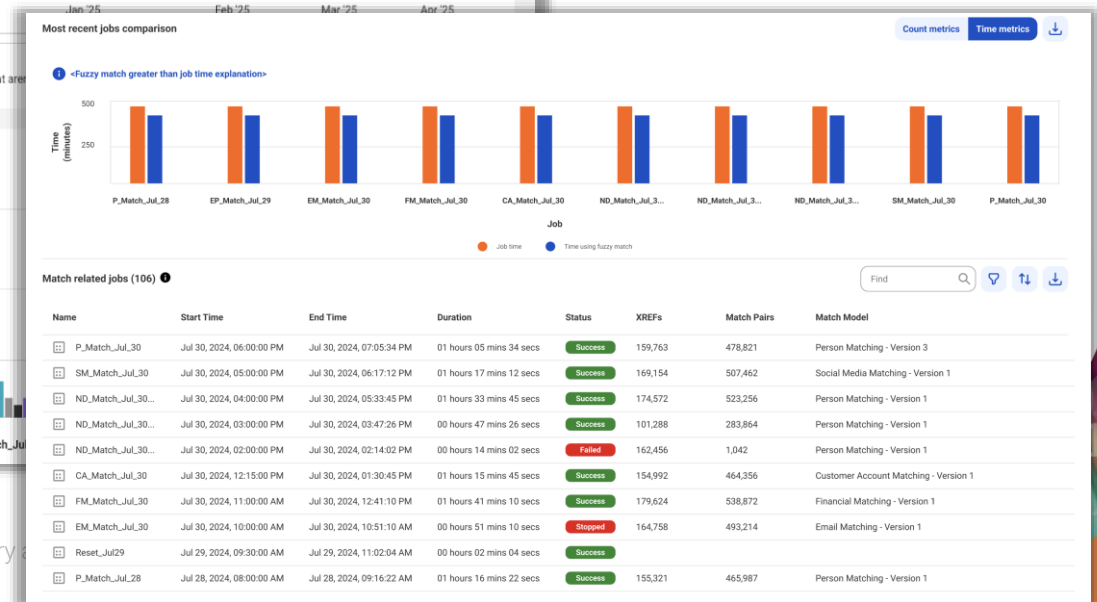 Jan '25 Feb '25 Mar '25 Apr '25
Most recent jobs comparison
Count metrics Time metrics
<Fuzzy match greater than job time explanation>
500
250
Time
(minutes)
P_Match_Jul_28 EP_Match_Jul_29 EM_Match_Jul_30 FM_Match_Jul_30 CA_Match_Jul_30 ND_Match_Jul_3... ND_Match_Jul_3... ND_Match_Jul_3... SM_Match_Jul_30 P_Match_Jul_30
Job
Job time Time using fuzzy match
Match related jobs (106)
Find
Name Start Time End Time Duration Status XREFs Match Pairs Match Model
P_Match_Jul_30 Jul 30, 2024, 06:00:00 PM Jul 30, 2024, 07:05:34 PM 01 hours 05 mins 34 secs Success 159,763 478,821 Person Matching - Version 3
SM_Match_Jul_30 Jul 30, 2024, 05:00:00 PM Jul 30, 2024, 06:17:12 PM 01 hours 17 mins 12 secs Success 169,154 507,462 Social Media Matching - Version 1
ND_Match_Jul_30... Jul 30, 2024, 04:00:00 PM Jul 30, 2024, 05:33:45 PM 01 hours 33 mins 45 secs Success 174,572 523,256 Person Matching - Version 1
ND_Match_Jul_30... Jul 30, 2024, 03:00:00 PM Jul 30, 2024, 03:47:26 PM 00 hours 47 mins 26 secs Success 101,288 283,864 Person Matching - Version 1
ND_Match_Jul_30... Jul 30, 2024, 02:00:00 PM Jul 30, 2024, 02:14:02 PM 00 hours 14 mins 02 secs Failed 162,456 1,042 Person Matching - Version 1
CA_Match_Jul_30 Jul 30, 2024, 12:15:00 PM Jul 30, 2024, 01:30:45 PM 01 hours 15 mins 45 secs Success 154,992 464,356 Customer Account Matching - Version 1
FM_Match_Jul_30 Jul 30, 2024, 11:00:00 AM Jul 30, 2024, 12:41:10 PM 01 hours 41 mins 10 secs Success 179,624 538,872 Financial Matching - Version 1
EM_Match_Jul_30 Jul 30, 2024, 10:00:00 AM Jul 30, 2024, 10:51:10 AM 00 hours 51 mins 10 secs Stopped 164,758 493,214 Email Matching - Version 1
Reset_Jul29 Jul 29, 2024, 09:30:00 AM Jul 29, 2024, 11:02:04 AM 00 hours 02 mins 04 secs Success
P_Match_Jul_28 Jul 28, 2024, 08:00:00 AM Jul 28, 2024, 09:16:22 AM 01 hours 16 mins 22 secs Success 155,321 465,987 Person Matching - Version 1